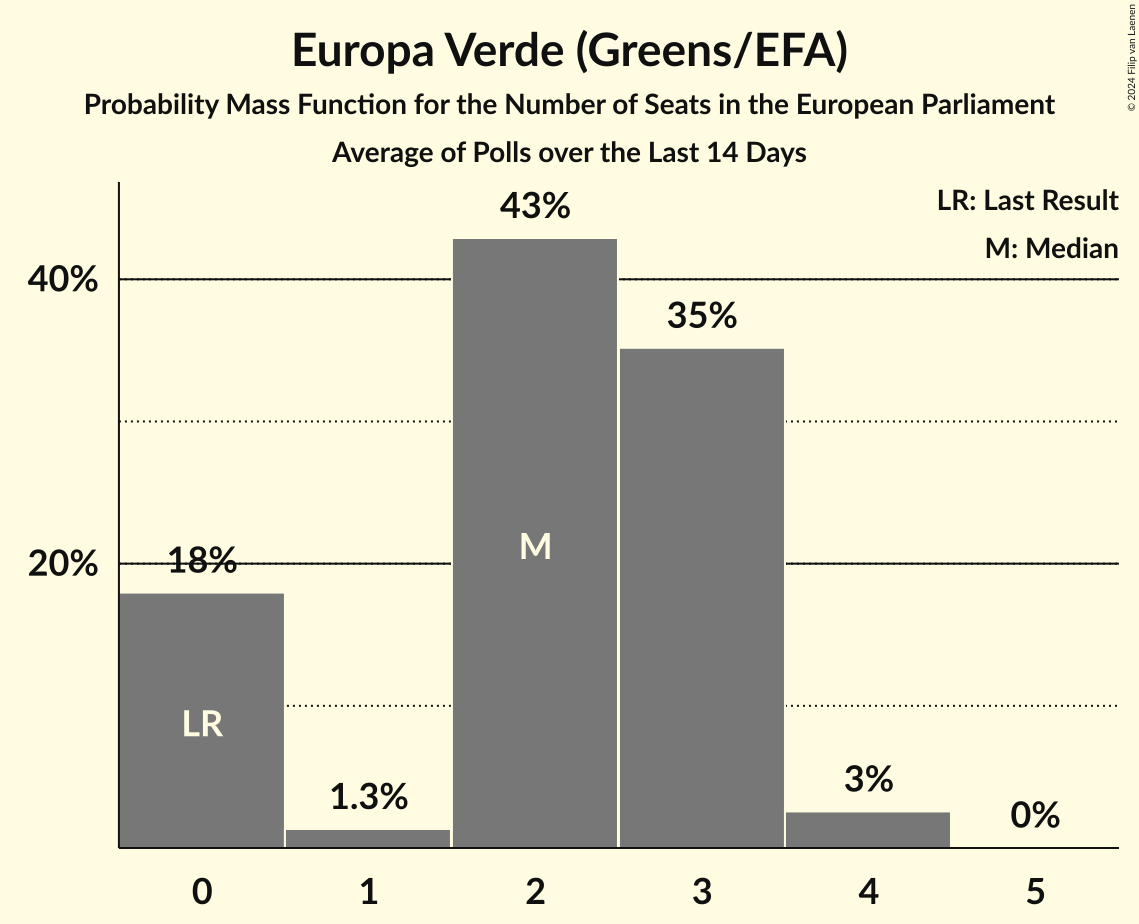 © 2024 Filip van Laenen
Europa Verde (Greens/EFA)
Probability Mass Function for the Number of Seats in the European Parliament
Average of Polls over the Last 14 Days
LR: Last Result
M: Median
43%
40%
35%
M
20%
18%
LR
1.3%
3%
0%
0 1 2 3 4 5